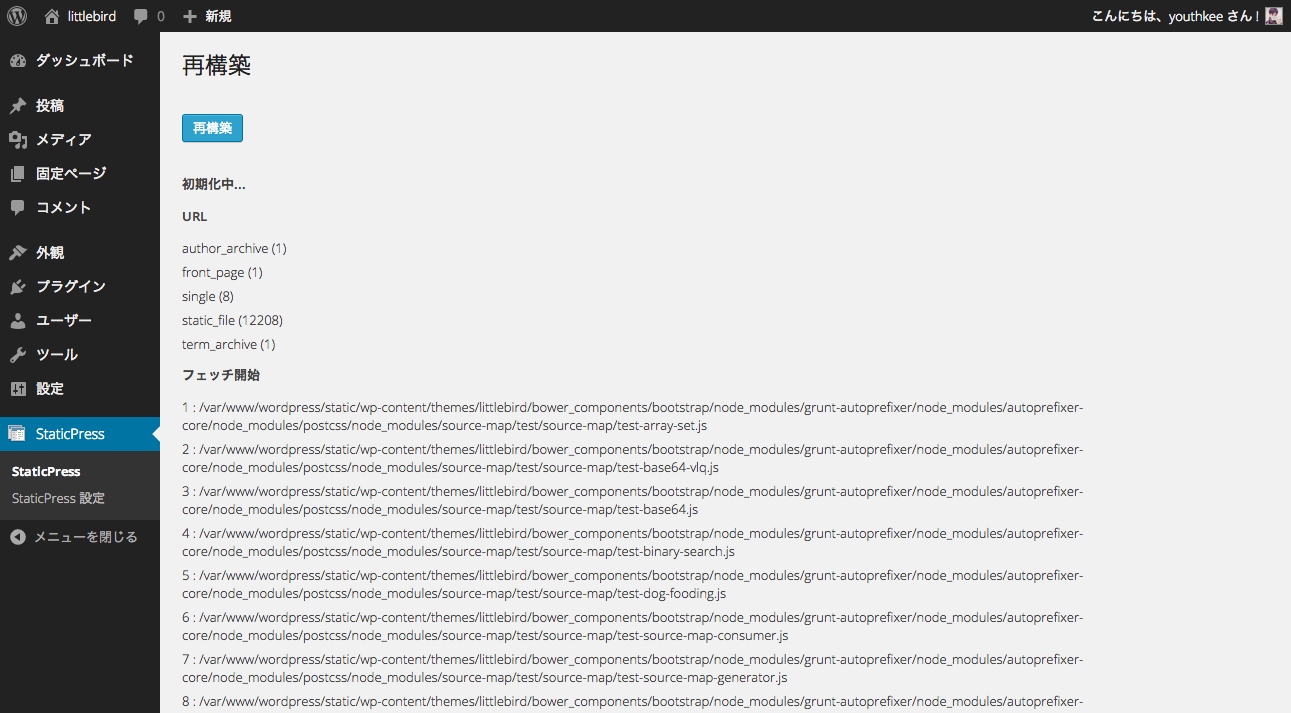 littlebird 0 新規 こんにちは、youthkee さん !
ダッシュボード
投稿
メディア
固定ページ
コメント
外観
プラグイン
ユーザー
ツール
設定
StaticPress
StaticPress
StaticPress 設定
メニューを閉じる
再構築
再構築
初期化中...
URL
author_archive (1)
front_page (1)
single (8)
static_file (12208)
term_archive (1)
フェッチ開始
1 : /var/www/wordpress/static/wp-content/themes/littlebird/bower_components/bootstrap/node_modules/grunt-autoprefixer/node_modules/autoprefixer-
core/node_modules/postcss/node_modules/source-map/test/source-map/test-array-set.js
2 : /var/www/wordpress/static/wp-content/themes/littlebird/bower_components/bootstrap/node_modules/grunt-autoprefixer/node_modules/autoprefixer-
core/node_modules/postcss/node_modules/source-map/test/source-map/test-base64-vlq.js
3 : /var/www/wordpress/static/wp-content/themes/littlebird/bower_components/bootstrap/node_modules/grunt-autoprefixer/node_modules/autoprefixer-
core/node_modules/postcss/node_modules/source-map/test/source-map/test-base64.js
4 : /var/www/wordpress/static/wp-content/themes/littlebird/bower_components/bootstrap/node_modules/grunt-autoprefixer/node_modules/autoprefixer-
core/node_modules/postcss/node_modules/source-map/test/source-map/test-binary-search.js
5 : /var/www/wordpress/static/wp-content/themes/littlebird/bower_components/bootstrap/node_modules/grunt-autoprefixer/node_modules/autoprefixer-
core/node_modules/postcss/node_modules/source-map/test/source-map/test-dog-fooding.js
6 : /var/www/wordpress/static/wp-content/themes/littlebird/bower_components/bootstrap/node_modules/grunt-autoprefixer/node_modules/autoprefixer-
core/node_modules/postcss/node_modules/source-map/test/source-map/test-source-map-consumer.js
7 : /var/www/wordpress/static/wp-content/themes/littlebird/bower_components/bootstrap/node_modules/grunt-autoprefixer/node_modules/autoprefixer-
core/node_modules/postcss/node_modules/source-map/test/source-map/test-source-map-generator.js
8 : /var/www/wordpress/static/wp-content/themes/littlebird/bower_components/bootstrap/node_modules/grunt-autoprefixer/node_modules/autoprefixer-